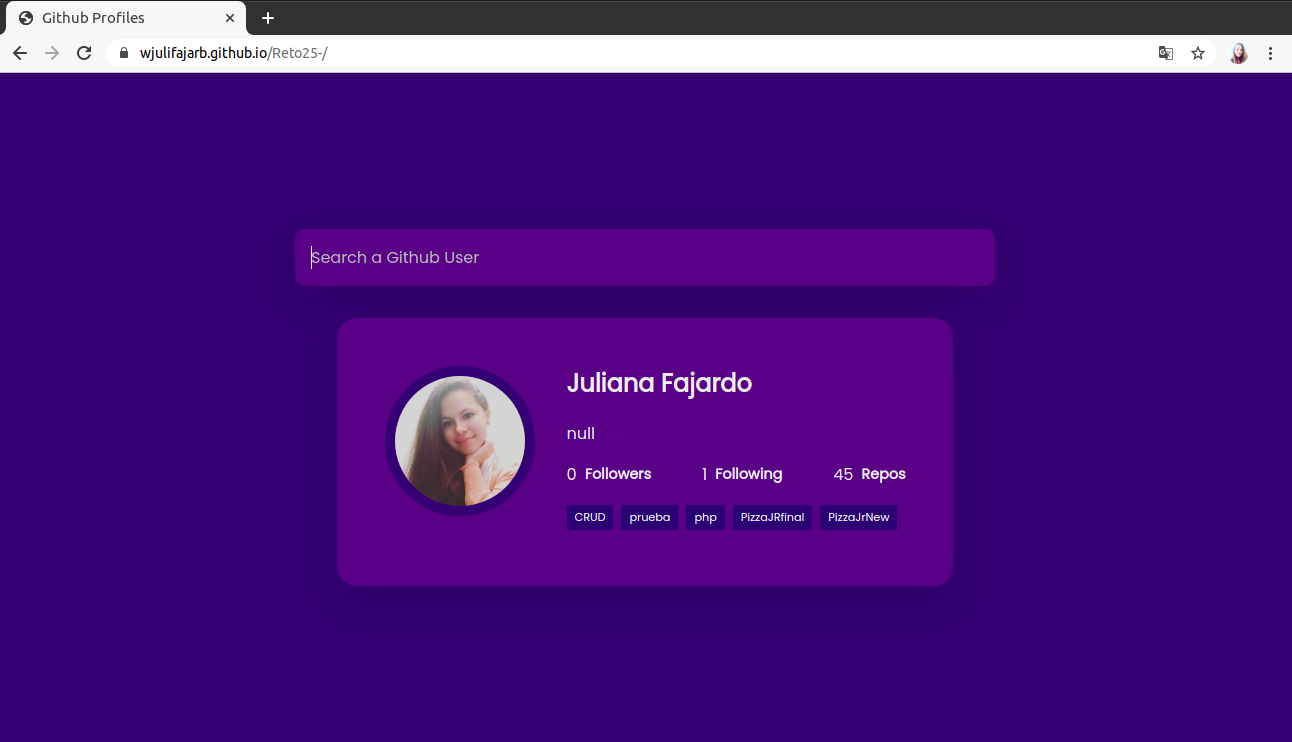 Github Profiles
wjulifajarb.github.io/Reto25-/
Search a Github User
Juliana Fajardo
null
0 Followers 1 Following 45 Repos
CRUD prueba php PizzaJRfinal PizzaJrNew